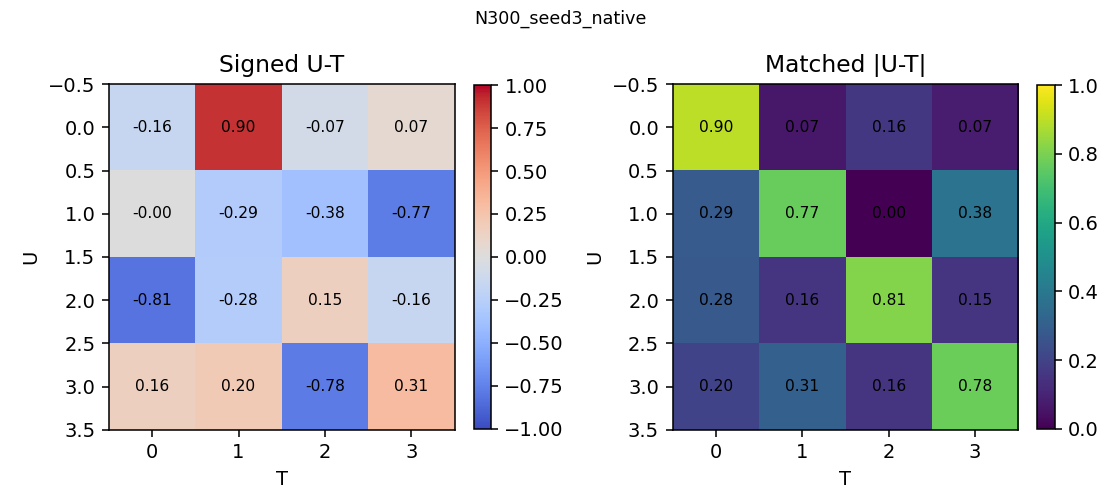 N300_seed3_native
Signed U-T
−0.5
0.0
0.5
1.0
1.5
2.0
2.5
3.0
3.5
U
-0.16 0.90 -0.07 0.07
-0.00 -0.29 -0.38 -0.77
-0.81 -0.28 0.15 -0.16
0.16 0.20 -0.78 0.31
0 1 2 3
T
1.00
0.75
0.50
0.25
0.00
−0.25
−0.50
−0.75
−1.00
Matched |U-T|
−0.5
0.0
0.5
1.0
1.5
2.0
2.5
3.0
3.5
U
0.90 0.07 0.16 0.07
0.29 0.77 0.00 0.38
0.28 0.16 0.81 0.15
0.20 0.31 0.16 0.78
0 1 2 3
T
1.0
0.8
0.6
0.4
0.2
0.0